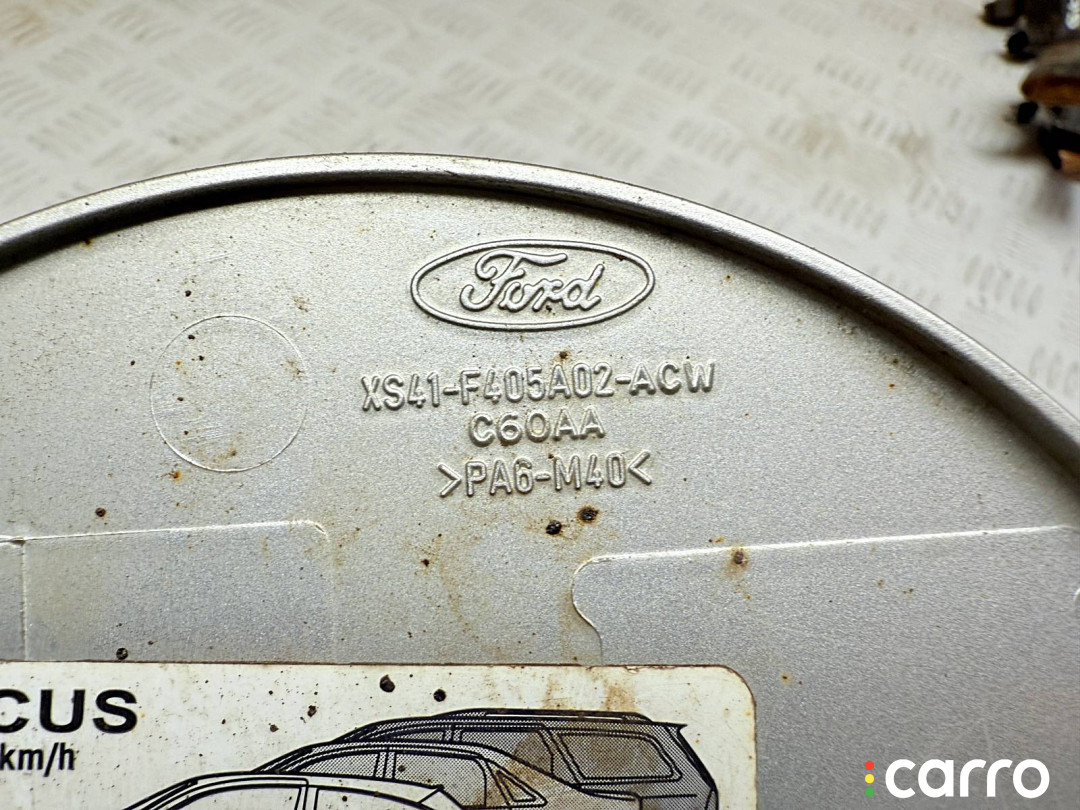 Ford
XS41-F405A02-ACW
C60AA
>PA6-M40<
CUS
km/h
carro